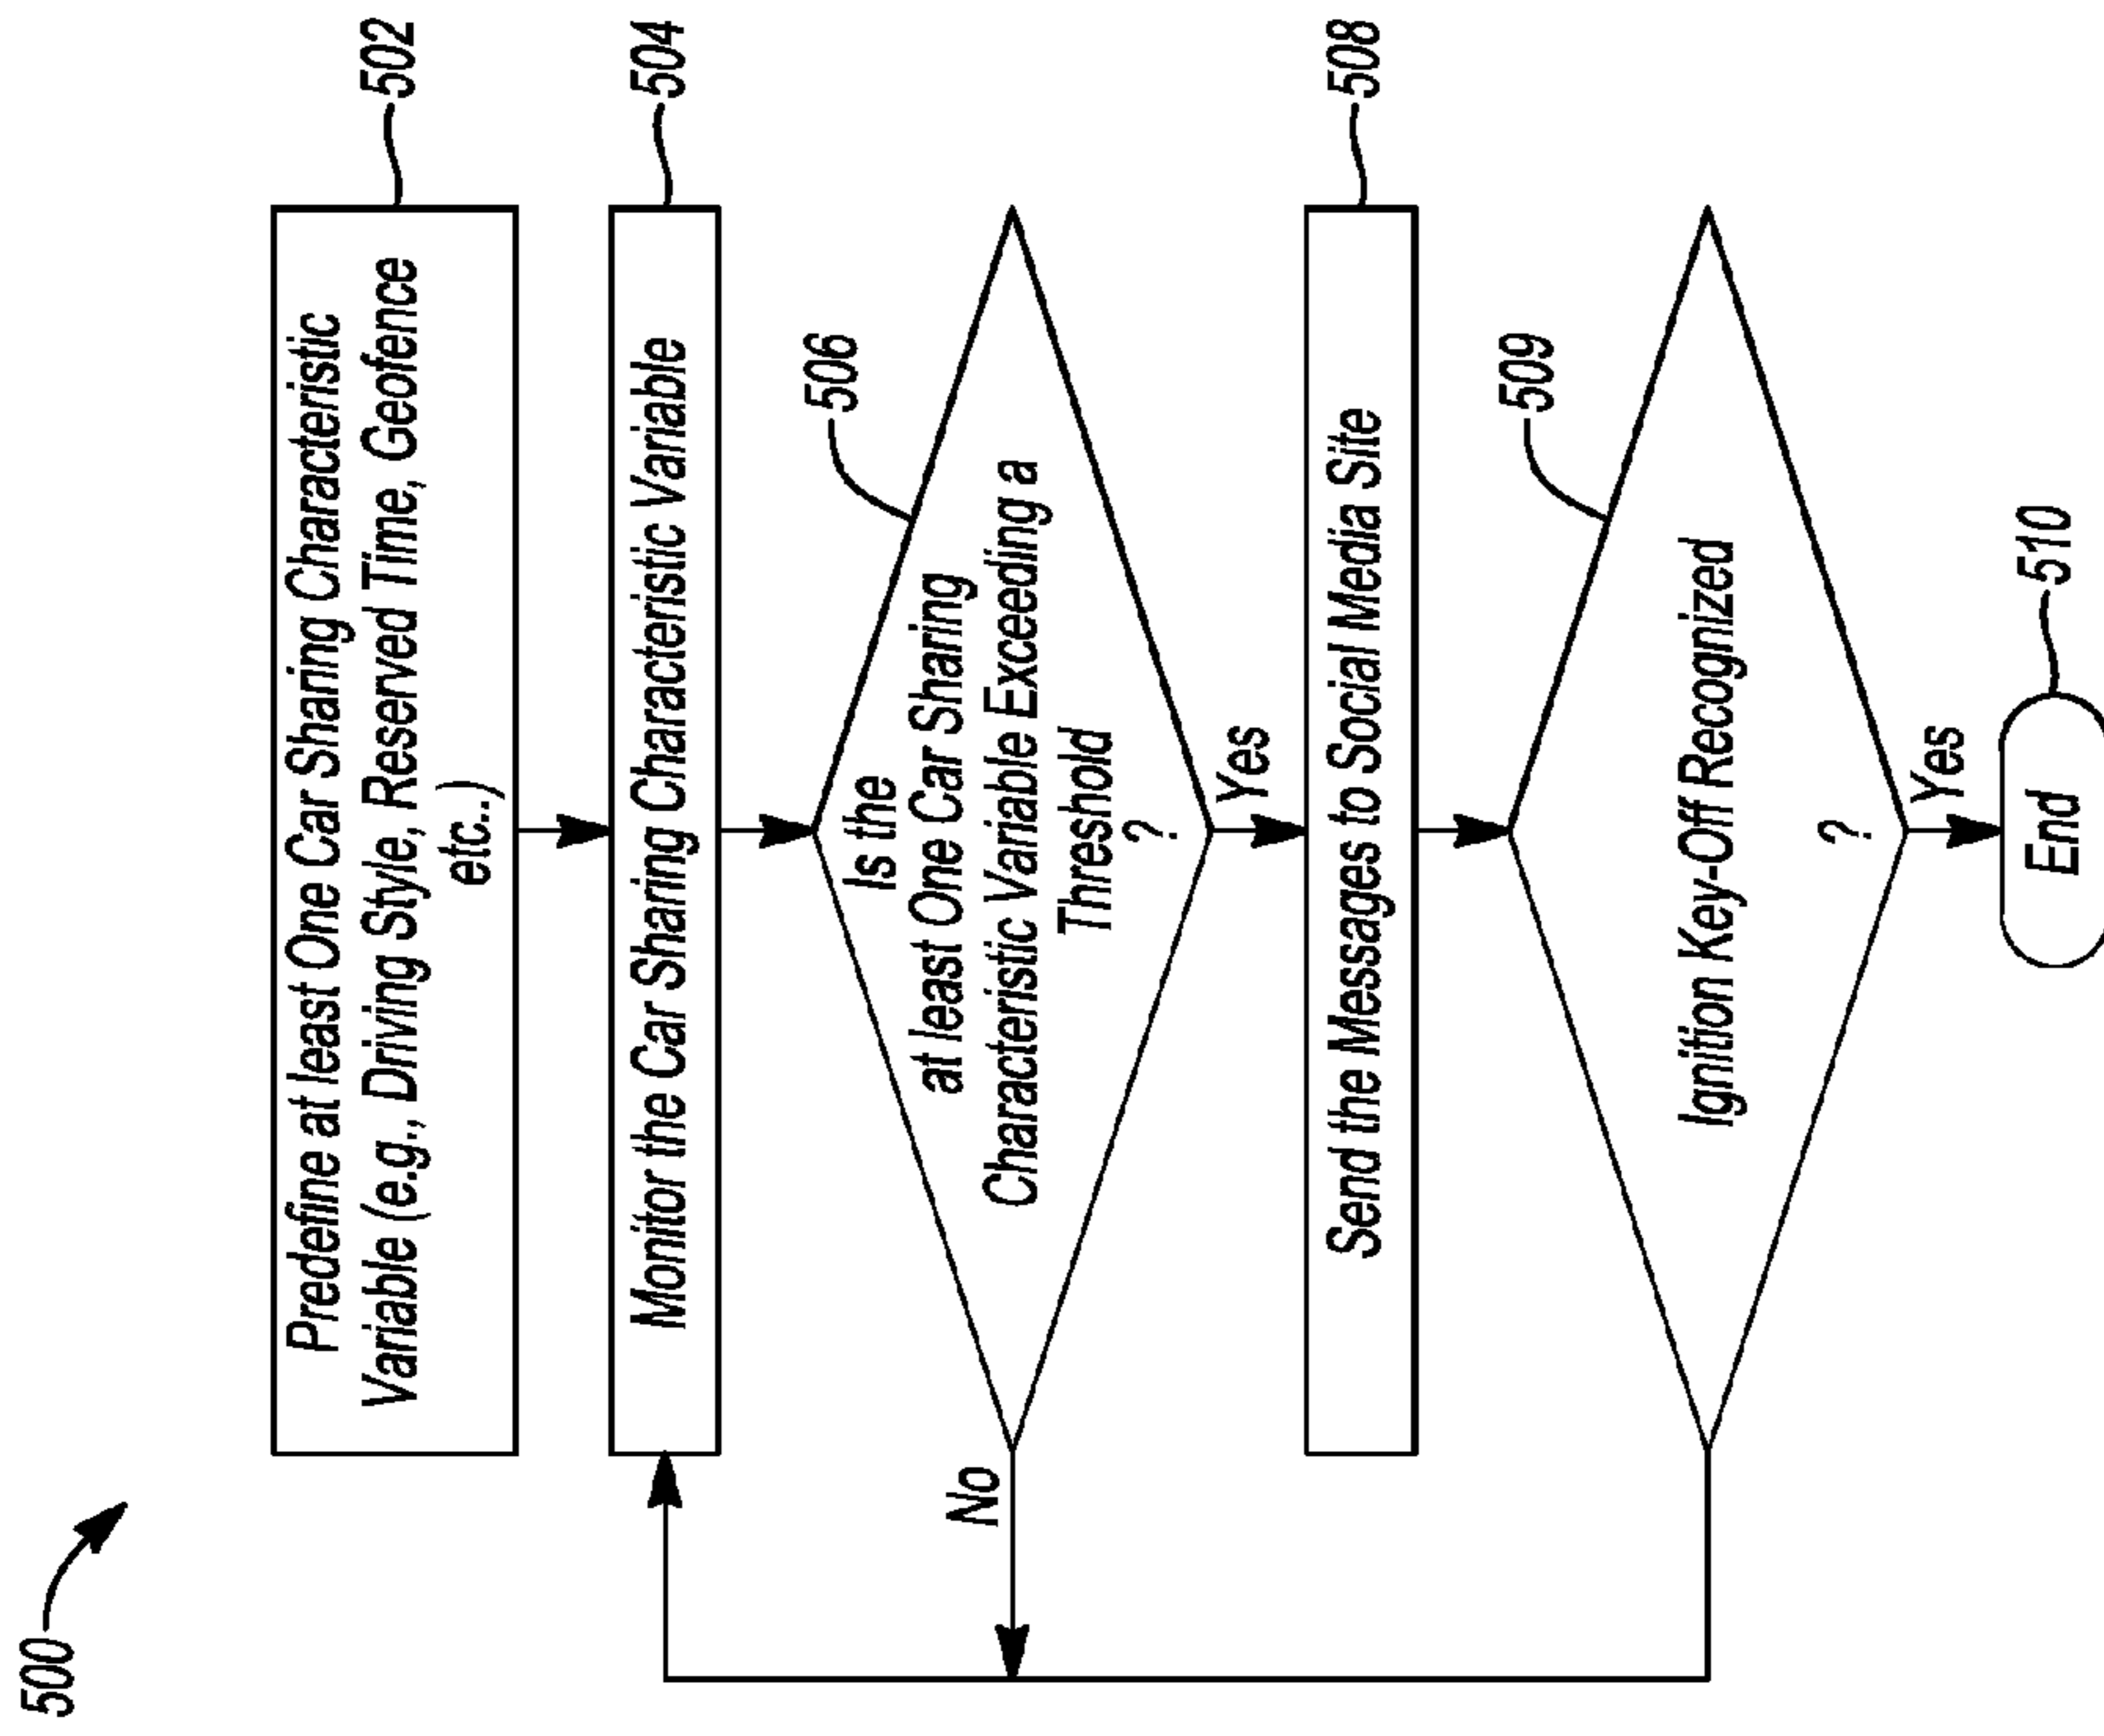 500
Predefine at least One Car Sharing Characteristic
Variable (e.g., Driving Style, Reserved Time, Geofence
etc..)
502
Monitor the Car Sharing Characteristic Variable
504
Is the
at least One Car Sharing
Characteristic Variable Exceeding a
Threshold
?
506
No
Yes
Send the Messages to Social Media Site
508
Ignition Key-Off Recognized
?
509
Yes
End
510